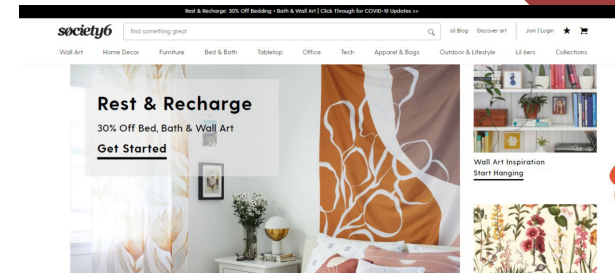 Rest & Recharge: 30% Off Bedding + Bath & Wall Art | Click Through for COVID-19 Updates >>
society6
find something great
s6 Blog Discover art Join | Login
Wall Art Home Decor Furniture Bed & Bath Tabletop Office Tech Apparel & Bags Outdoor & Lifestyle Lil 6ers Collections
Rest & Recharge
30% Off Bed, Bath & Wall Art
Get Started
Wall Art Inspiration
Start Hanging